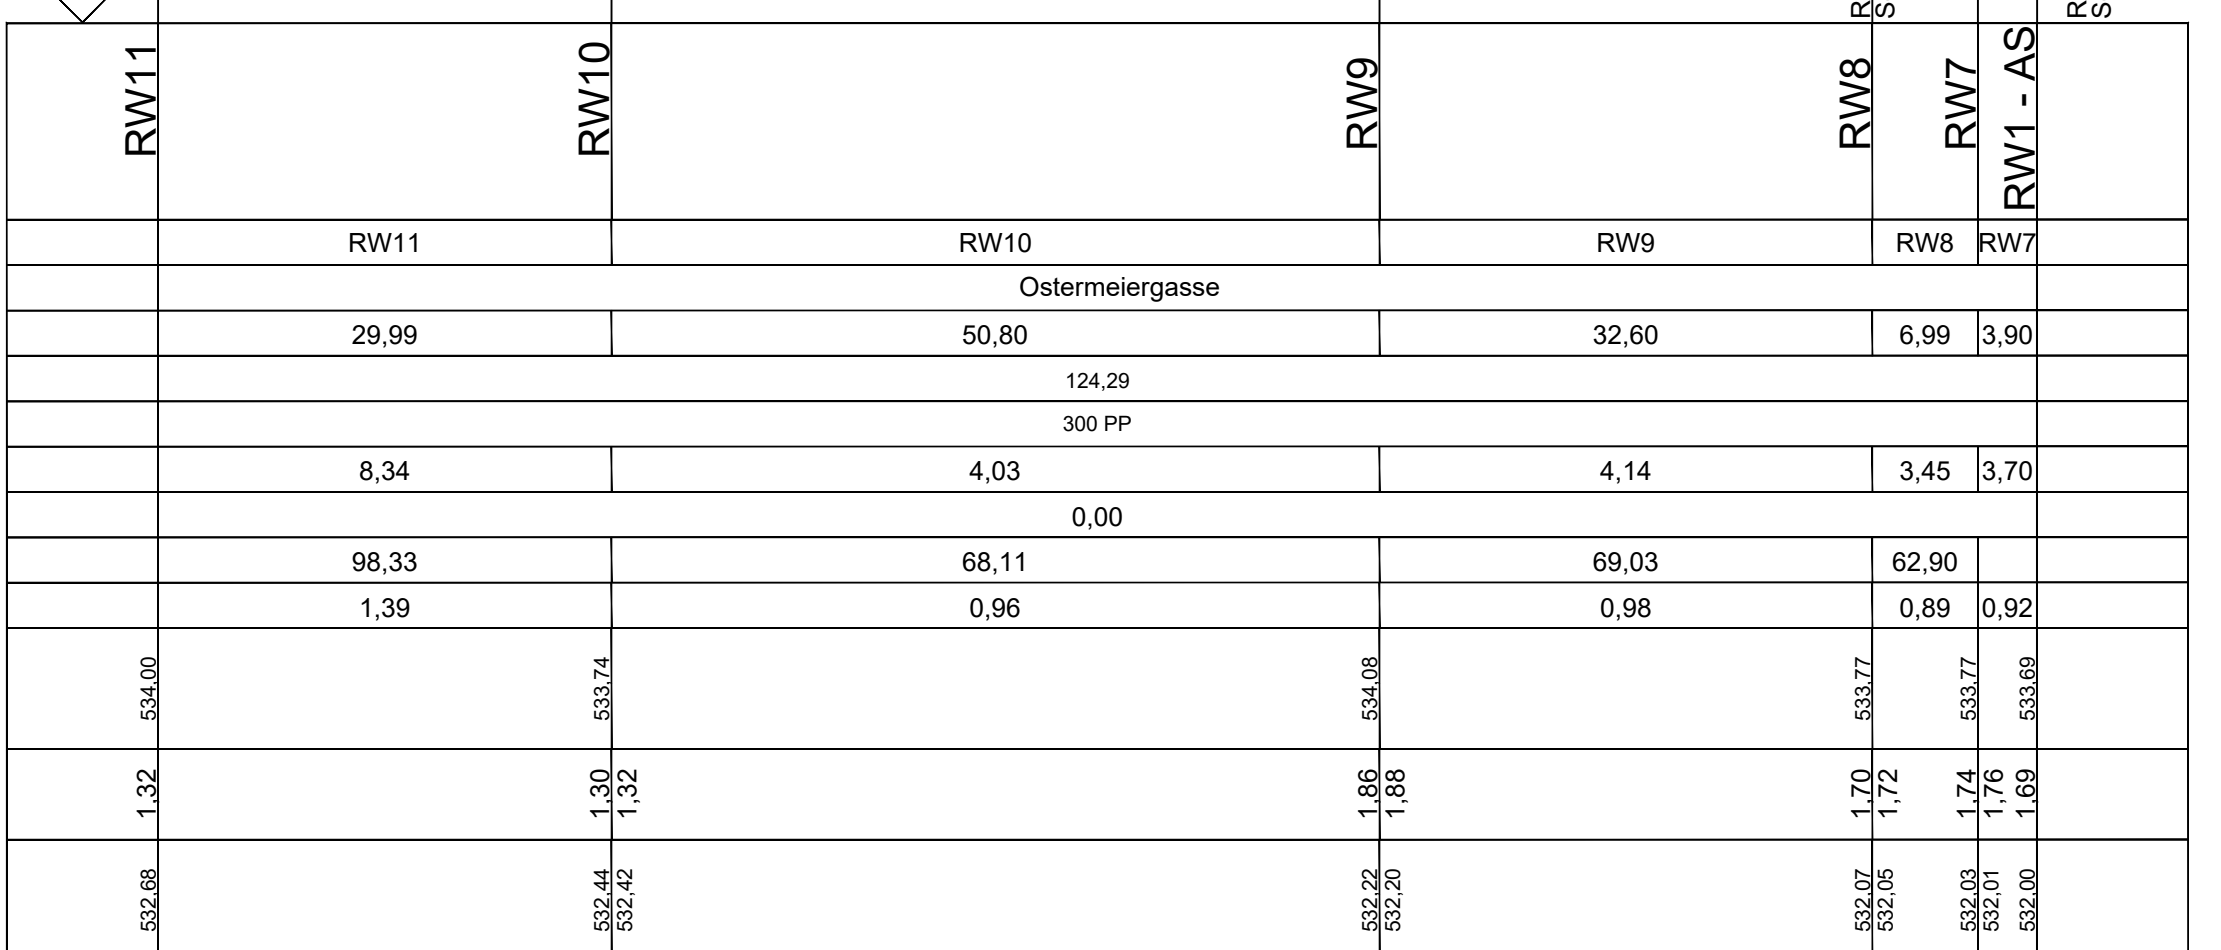 R
S
R
S
RW11
RW10
RW9
RW8
RW7
RW1 - AS
RW11 RW10 RW9 RW8 RW7
Ostermeiergasse
29,99 50,80 32,60 6,99 3,90
124,29
300 PP
8,34 4,03 4,14 3,45 3,70
0,00
98,33 68,11 69,03 62,90
1,39 0,96 0,98 0,89 0,92
534,00 533,74 534,08 533,77 533,77 533,69
1,32 1,30 1,32 1,86 1,88 1,70 1,72 1,74 1,76 1,69
532,68 532,44 532,42 532,22 532,20 532,07 532,05 532,03 532,01 532,00